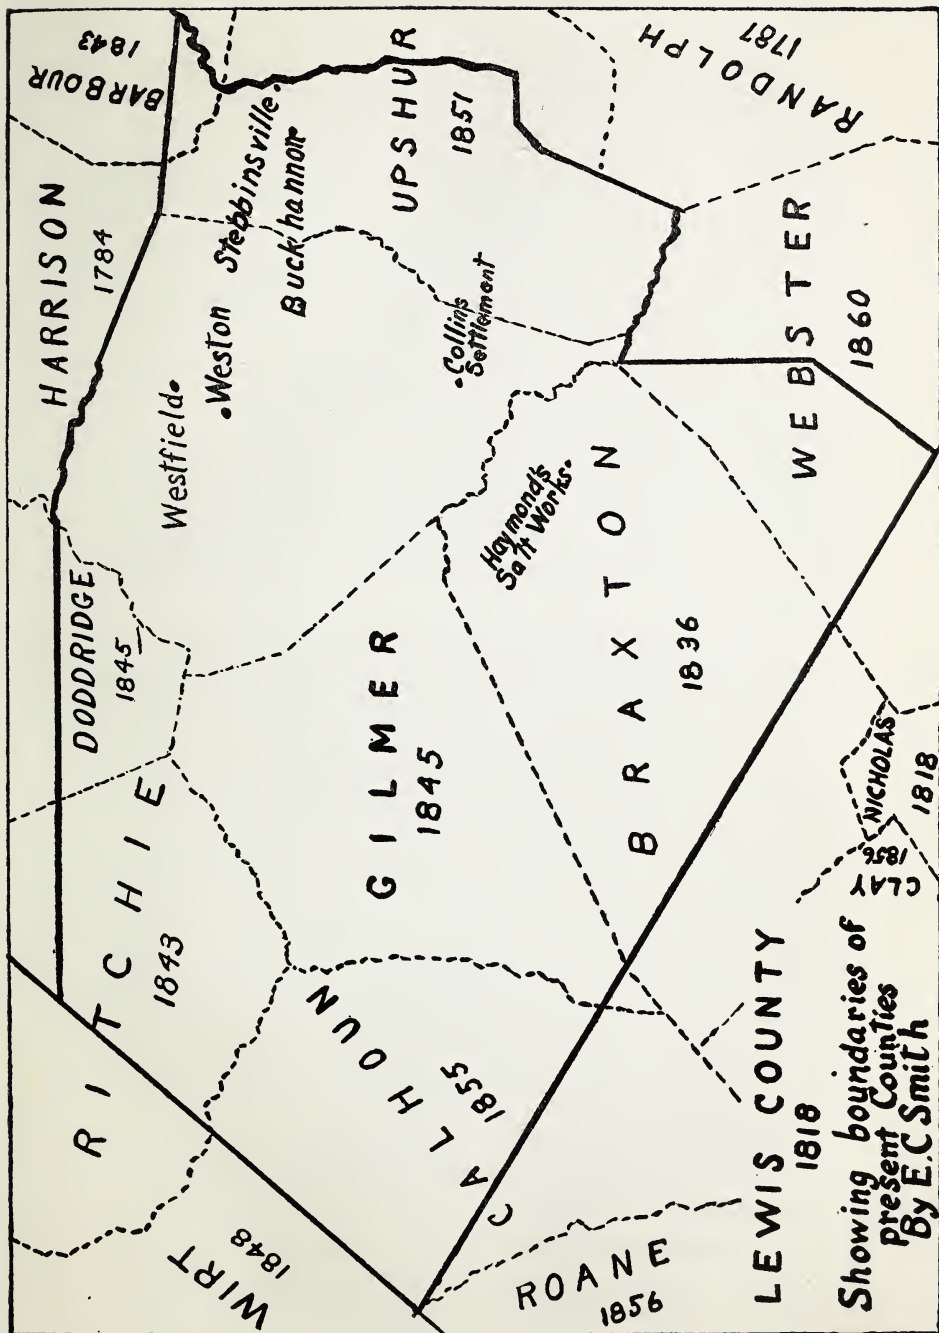 HARRISON
1784
BARBOUR
1843
RANDOLPH
1787
UPSHUR
1851
Stebbinsville
Buckhannon
Weston
Westfield
Collins
Settlement
DODDRIDGE
1845
RITCHIE
1843
GILMER
1845
Haymond's
Salt Works
BRAXTON
1836
WEBSTER
1860
CALHOUN
1855
WIRT
1848
ROANE
1856
CLAY
1856
NICHOLAS
1818
LEWIS COUNTY
1818
Showing boundaries of
present Counties
By E.C Smith